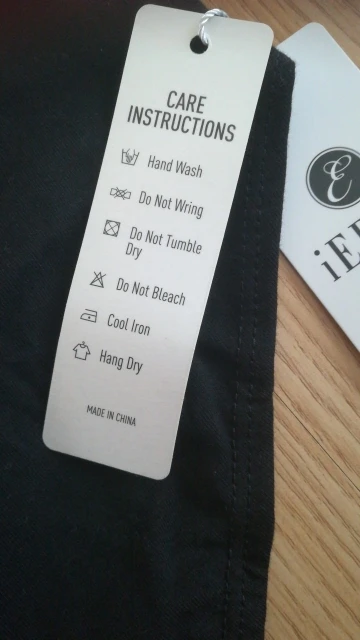 CARE
INSTRUCTIONS
Hand Wash
Do Not Wring
Do Not Tumble
Dry
Do Not Bleach
Cool Iron
Hang Dry
MADE IN CHINA
E